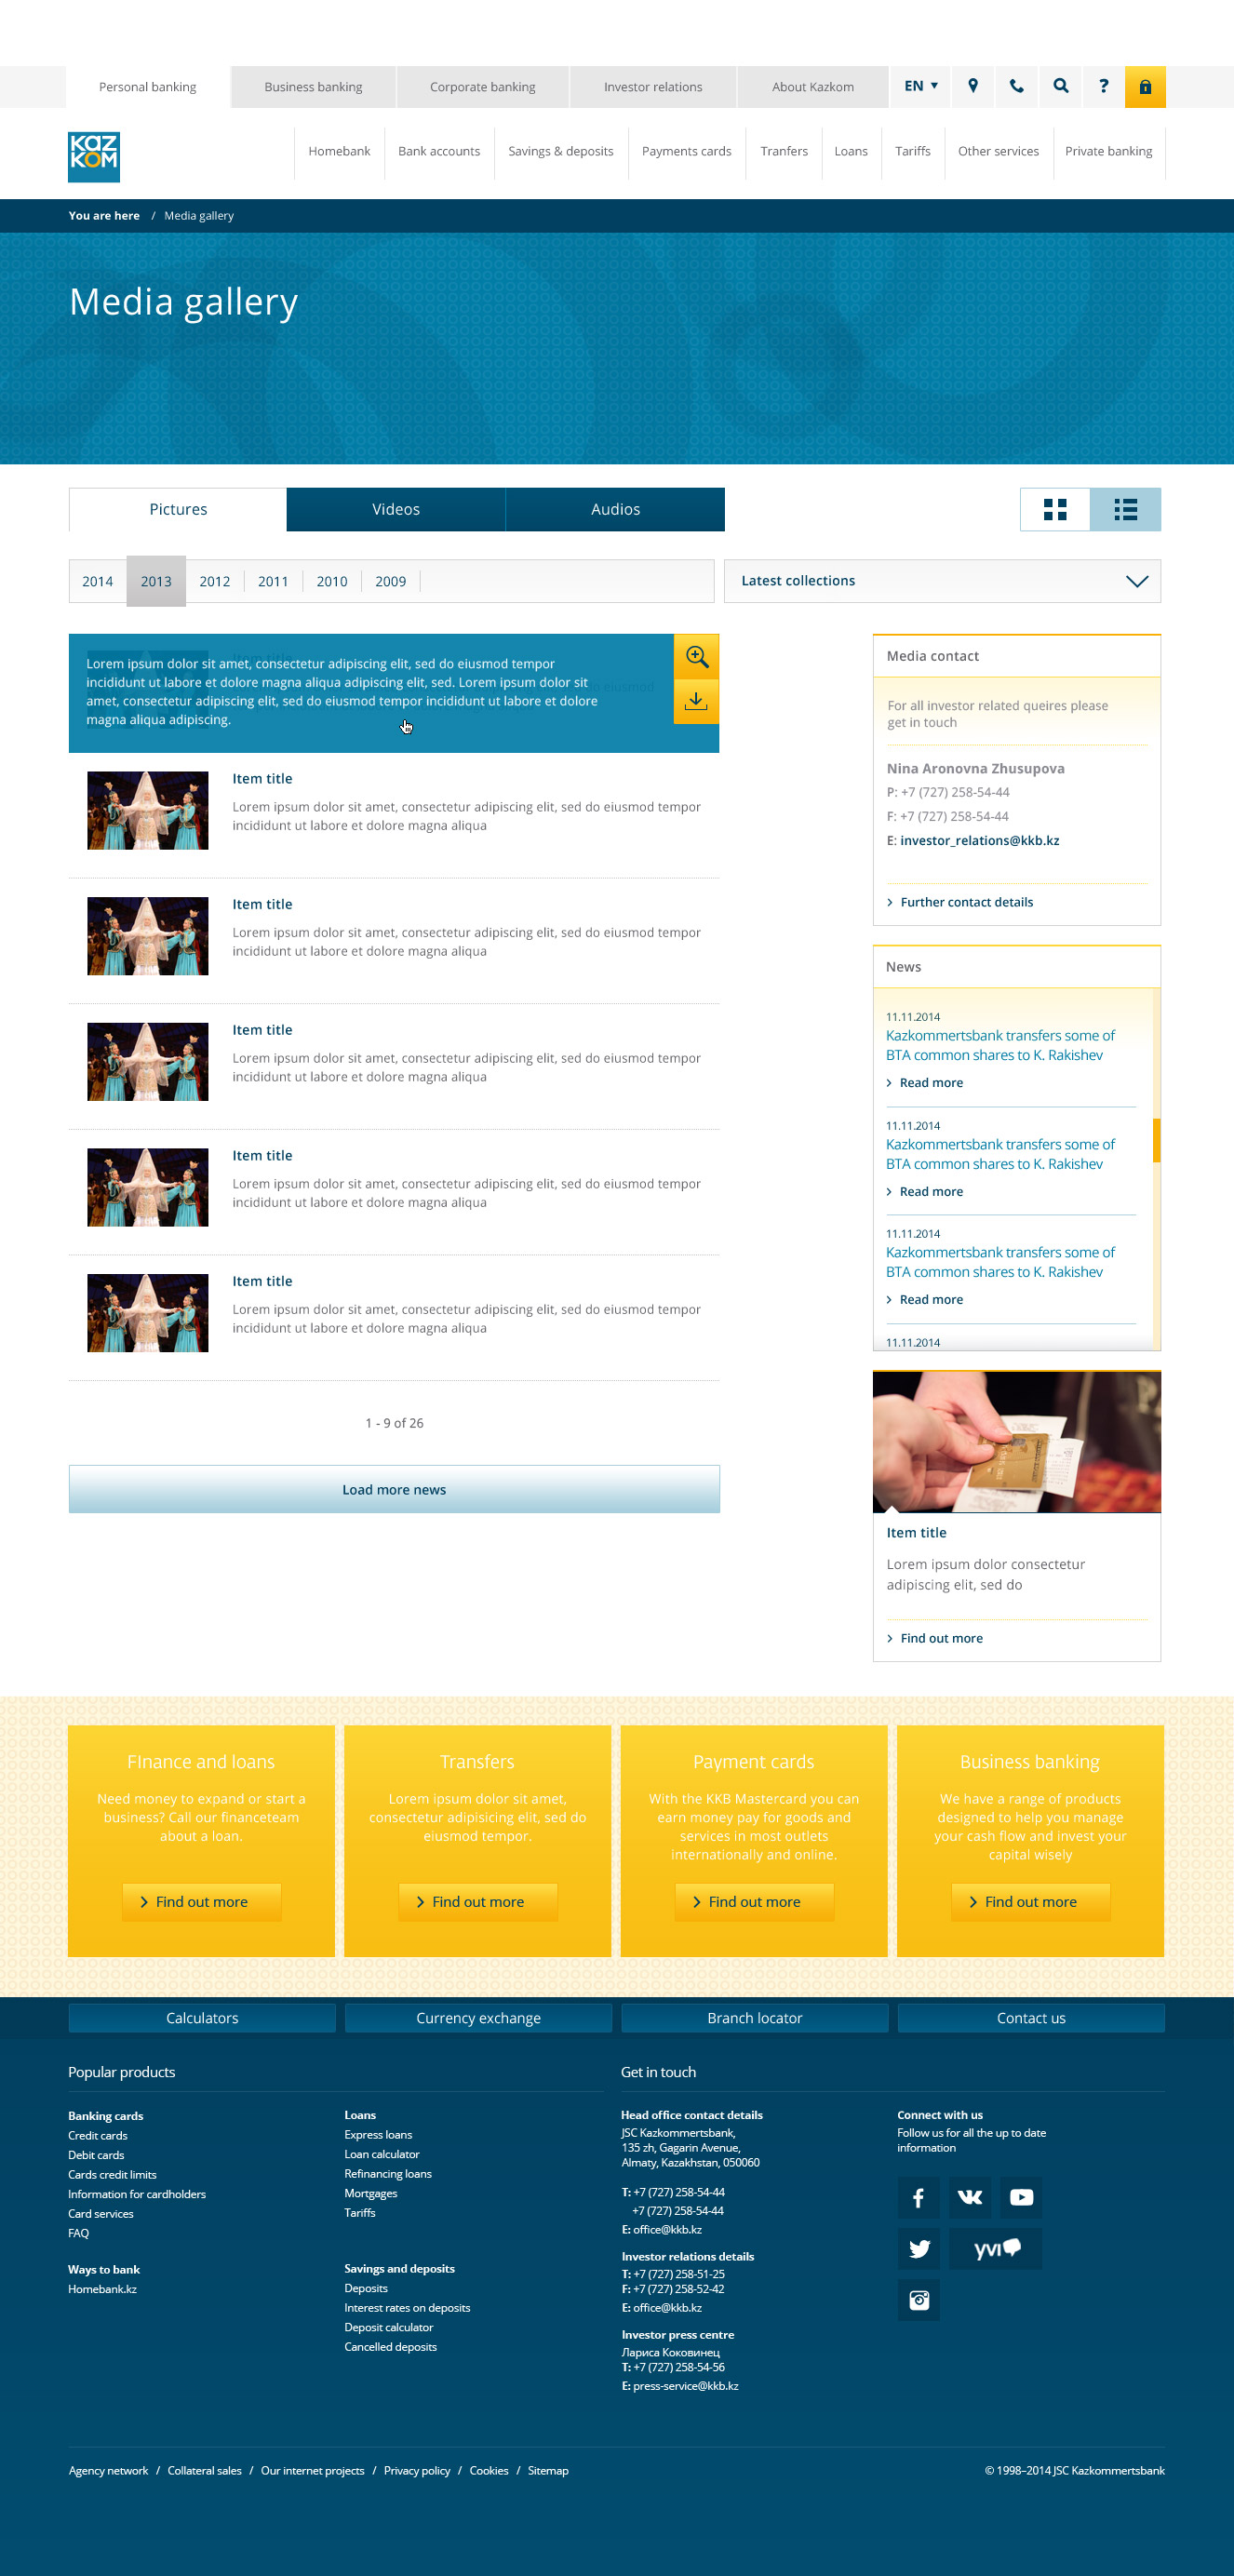 Personal banking
Business banking
Corporate banking
Investor relations
About Kazkom
EN
?
KAZ
KOM
Homebank
Bank accounts
Savings & deposits
Payments cards
Tranfers
Loans
Tariffs
Other services
Private banking
You are here / Media gallery
Media gallery
Pictures
Videos
Audios
2014
2013
2012
2011
2010
2009
Latest collections
Lorem ipsum dolor sit amet, consectetur adipiscing elit, sed do eiusmod tempor
incididunt ut labore et dolore magna aliqua adipiscing elit, sed. Lorem ipsum dolor sit
amet, consectetur adipiscing elit, sed do eiusmod tempor incididunt ut labore et dolore
magna aliqua adipiscing.
Item title
Lorem ipsum dolor sit amet, consectetur adipiscing elit, sed do eiusmod tempor
incididunt ut labore et dolore magna aliqua
Item title
Lorem ipsum dolor sit amet, consectetur adipiscing elit, sed do eiusmod tempor
incididunt ut labore et dolore magna aliqua
Item title
Lorem ipsum dolor sit amet, consectetur adipiscing elit, sed do eiusmod tempor
incididunt ut labore et dolore magna aliqua
Item title
Lorem ipsum dolor sit amet, consectetur adipiscing elit, sed do eiusmod tempor
incididunt ut labore et dolore magna aliqua
Item title
Lorem ipsum dolor sit amet, consectetur adipiscing elit, sed do eiusmod tempor
incididunt ut labore et dolore magna aliqua
1 - 9 of 26
Load more news
Media contact
For all investor related queires please
get in touch
Nina Aronovna Zhusupova
P: +7 (727) 258-54-44
F: +7 (727) 258-54-44
E: investor_relations@kkb.kz
Further contact details
News
11.11.2014
Kazkommertsbank transfers some of
BTA common shares to K. Rakishev
Read more
11.11.2014
Kazkommertsbank transfers some of
BTA common shares to K. Rakishev
Read more
11.11.2014
Kazkommertsbank transfers some of
BTA common shares to K. Rakishev
Read more
11.11.2014
Item title
Lorem ipsum dolor consectetur
adipiscing elit, sed do
Find out more
FInance and loans
Need money to expand or start a
business? Call our financeteam
about a loan.
Find out more
Transfers
Lorem ipsum dolor sit amet,
consectetur adipisicing elit, sed do
eiusmod tempor.
Find out more
Payment cards
With the KKB Mastercard you can
earn money pay for goods and
services in most outlets
internationally and online.
Find out more
Business banking
We have a range of products
designed to help you manage
your cash flow and invest your
capital wisely
Find out more
Calculators
Currency exchange
Branch locator
Contact us
Popular products
Banking cards
Credit cards
Debit cards
Cards credit limits
Information for cardholders
Card services
FAQ
Ways to bank
Homebank.kz
Loans
Express loans
Loan calculator
Refinancing loans
Mortgages
Tariffs
Savings and deposits
Deposits
Interest rates on deposits
Deposit calculator
Cancelled deposits
Get in touch
Head office contact details
JSC Kazkommertsbank,
135 zh, Gagarin Avenue,
Almaty, Kazakhstan, 050060
T: +7 (727) 258-54-44
+7 (727) 258-54-44
E: office@kkb.kz
Investor relations details
T: +7 (727) 258-51-25
F: +7 (727) 258-52-42
E: office@kkb.kz
Investor press centre
Лариса Коковинец
T: +7 (727) 258-54-56
E: press-service@kkb.kz
Connect with us
Follow us for all the up to date
information
yvi
Agency network / Collateral sales / Our internet projects / Privacy policy / Cookies / Sitemap
© 1998–2014 JSC Kazkommertsbank